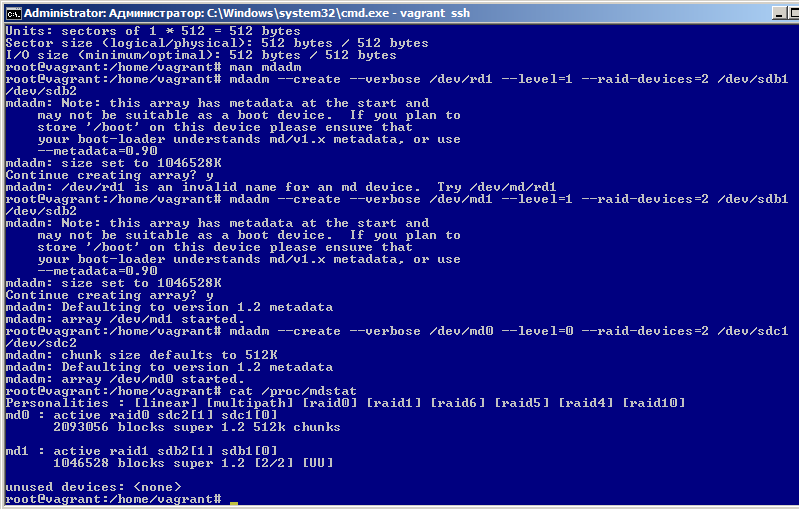 Administrator: Администратор: C:\Windows\system32\cmd.exe - vagrant ssh
Units: sectors of 1 * 512 = 512 bytes
Sector size (logical/physical): 512 bytes / 512 bytes
I/O size (minimum/optimal): 512 bytes / 512 bytes
root@vagrant:/home/vagrant# man mdadm
root@vagrant:/home/vagrant# mdadm --create --verbose /dev/rd1 --level=1 --raid-devices=2 /dev/sdb1
/dev/sdb2
mdadm: Note: this array has metadata at the start and
    may not be suitable as a boot device.  If you plan to
    store '/boot' on this device please ensure that
    your boot-loader understands md/v1.x metadata, or use
    --metadata=0.90
mdadm: size set to 1046528K
Continue creating array? y
mdadm: /dev/rd1 is an invalid name for an md device.  Try /dev/md/rd1
root@vagrant:/home/vagrant# mdadm --create --verbose /dev/md1 --level=1 --raid-devices=2 /dev/sdb1
/dev/sdb2
mdadm: Note: this array has metadata at the start and
    may not be suitable as a boot device.  If you plan to
    store '/boot' on this device please ensure that
    your boot-loader understands md/v1.x metadata, or use
    --metadata=0.90
mdadm: size set to 1046528K
Continue creating array? y
mdadm: Defaulting to version 1.2 metadata
mdadm: array /dev/md1 started.
root@vagrant:/home/vagrant# mdadm --create --verbose /dev/md0 --level=0 --raid-devices=2 /dev/sdc1
/dev/sdc2
mdadm: chunk size defaults to 512K
mdadm: Defaulting to version 1.2 metadata
mdadm: array /dev/md0 started.
root@vagrant:/home/vagrant# cat /proc/mdstat
Personalities : [linear] [multipath] [raid0] [raid1] [raid6] [raid5] [raid4] [raid10]
md0 : active raid0 sdc2[1] sdc1[0]
      2093056 blocks super 1.2 512k chunks

md1 : active raid1 sdb2[1] sdb1[0]
      1046528 blocks super 1.2 [2/2] [UU]

unused devices: <none>
root@vagrant:/home/vagrant#